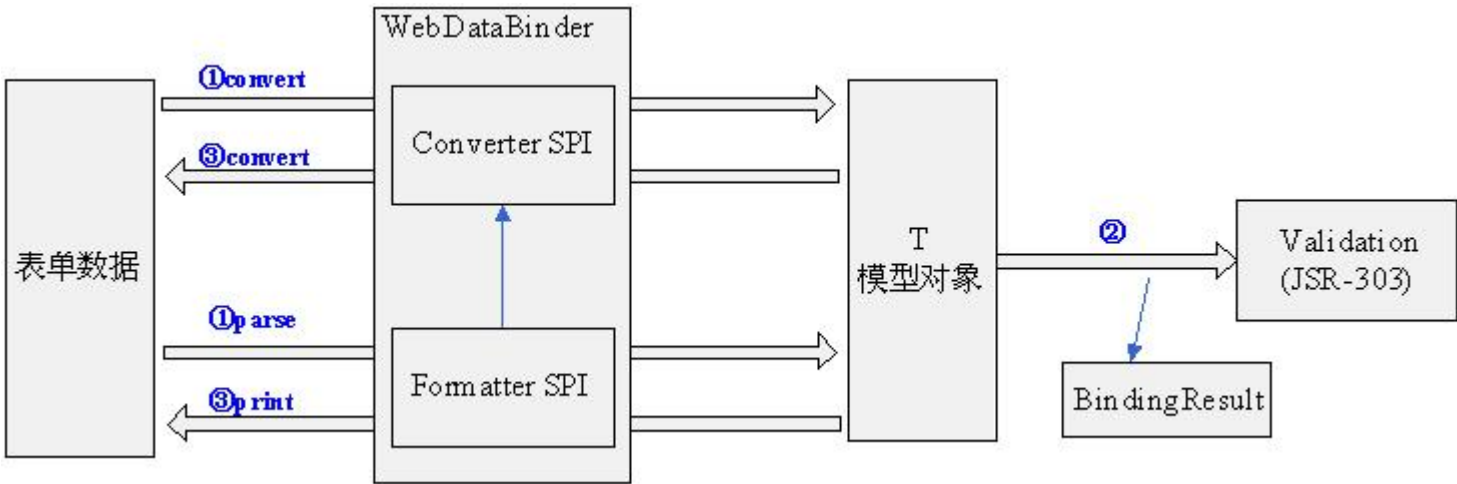 WebDataBinder
①convert
Converter SPI
③convert
表单数据
T
模型对象
②
Validation
(JSR-303)
①parse
Formatter SPI
③print
BindingResult